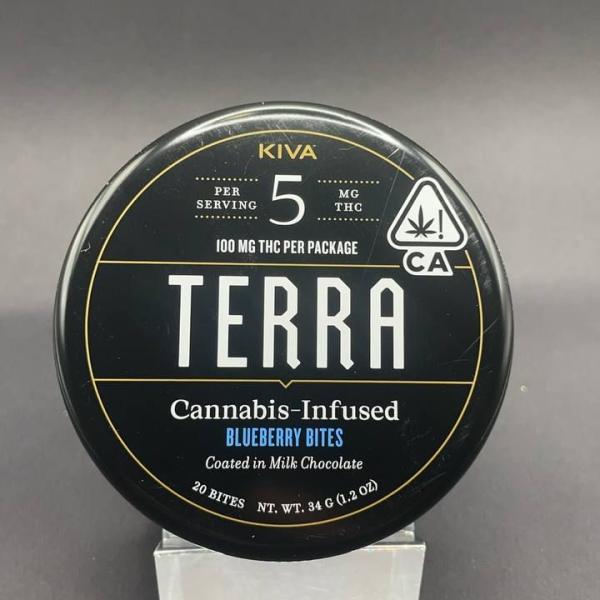 KIVA
PER SERVING 5 MG THC
100 MG THC PER PACKAGE
CA
TERRA
Cannabis-Infused
BLUEBERRY BITES
Coated in Milk Chocolate
20 BITES NT. WT. 34 G (1.2 OZ)